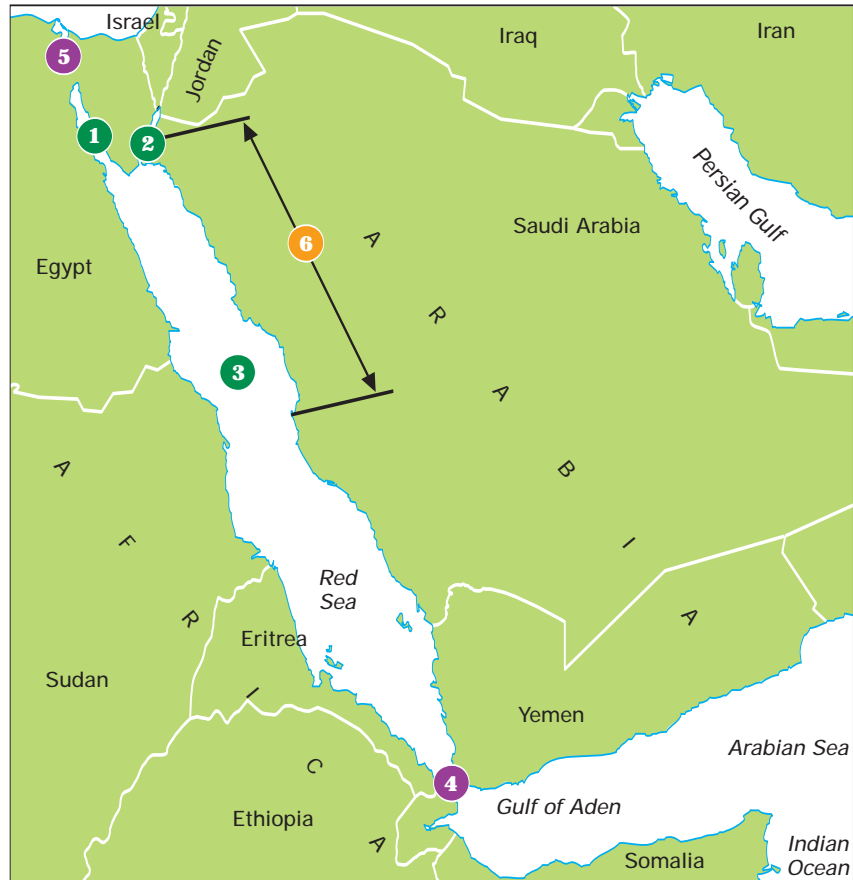 Israel
Jordan
Iraq
Iran
5
1
2
Persian Gulf
6
Saudi Arabia
Egypt
3
A
R
A
B
I
A
A
F
R
I
C
A
Red
Sea
Eritrea
Sudan
Yemen
Arabian Sea
4
Gulf of Aden
Ethiopia
Somalia
Indian
Ocean